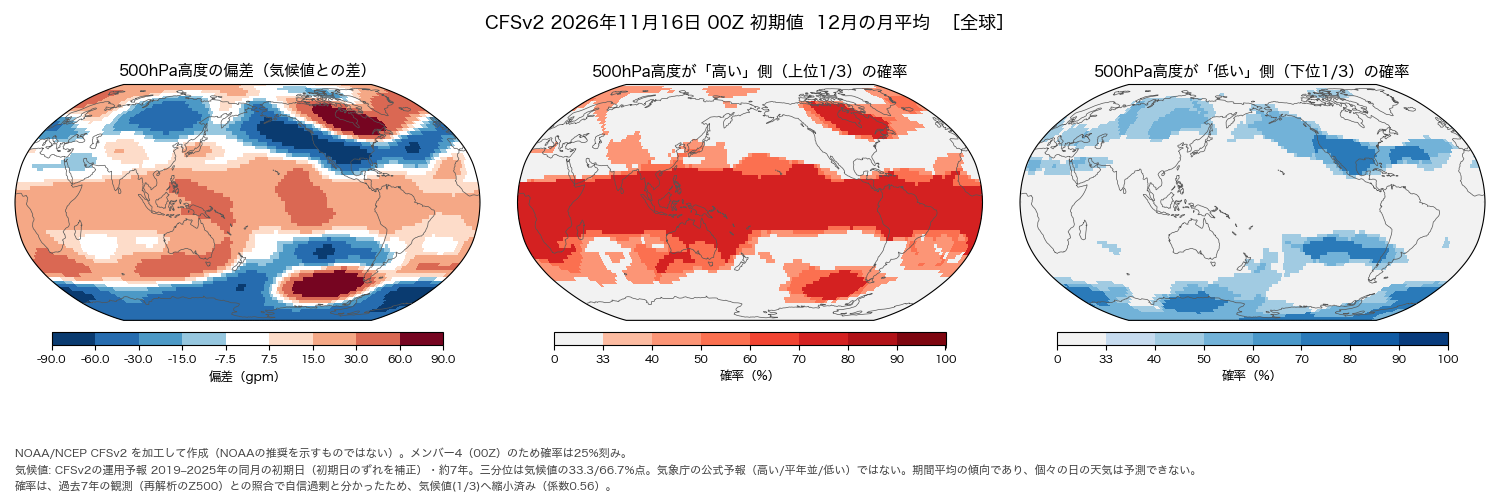 CFSv2 2026年11月16日 00Z 初期値  12月の月平均  [全球]
500hPa高度の偏差（気候値との差）
500hPa高度が「高い」側（上位1/3）の確率
500hPa高度が「低い」側（下位1/3）の確率
-90.0 -60.0 -30.0 -15.0 -7.5 7.5 15.0 30.0 60.0 90.0
偏差（gpm）
0 33 40 50 60 70 80 90 100
確率（%）
0 33 40 50 60 70 80 90 100
確率（%）
NOAA/NCEP CFSv2 を加工して作成（NOAAの推奨を示すものではない）。メンバー4（00Z）のため確率は25%刻み。
気候値: CFSv2の運用予報 2019–2025年の同月の初期日（初期日のずれを補正）・約7年。三分位は気候値の33.3/66.7%点。気象庁の公式予報（高い/平年並/低い）ではない。期間平均の傾向であり、個々の日の天気は予測できない。
確率は、過去7年の観測（再解析のZ500）との照合で自信過剰と分かったため、気候値(1/3)へ縮小済み（係数0.56）。